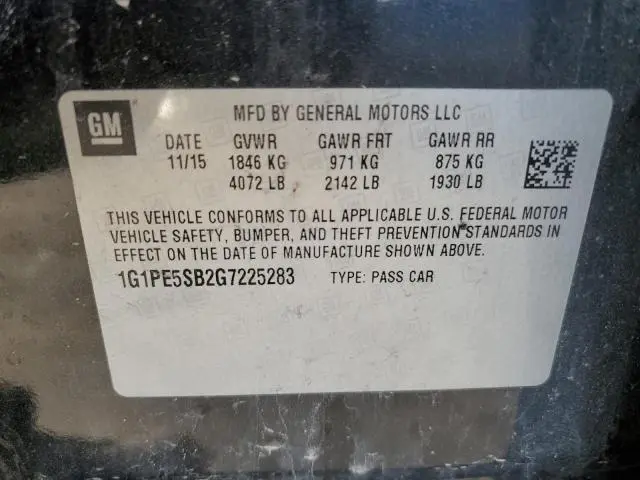 GM
MFD BY GENERAL MOTORS LLC
DATE GVWR GAWR FRT GAWR RR
11/15 1846 KG 971 KG 875 KG
4072 LB 2142 LB 1930 LB
THIS VEHICLE CONFORMS TO ALL APPLICABLE U.S. FEDERAL MOTOR
VEHICLE SAFETY, BUMPER, AND THEFT PREVENTION STANDARDS IN
EFFECT ON THE DATE OF MANUFACTURE SHOWN ABOVE.
1G1PE5SB2G7225283 TYPE: PASS CAR